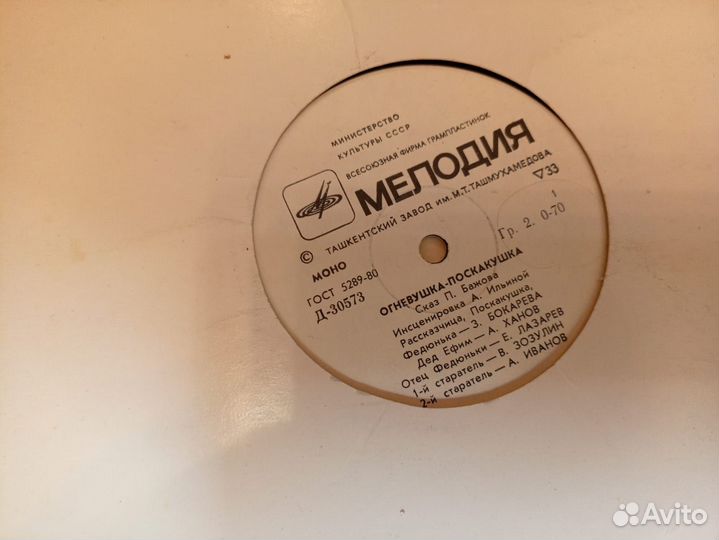 МИНИСТЕРСТВО
КУЛЬТУРЫ СССР
ВСЕСОЮЗНАЯ ФИРМА ГРАМПЛАСТИНОК
МЕЛОДИЯ
© ТАШКЕНТСКИЙ ЗАВОД ИМ. М.Т.ТАШМУХАМЕДОВА
▽33
МОНО
1
ГОСТ 5289-80
Гр. 2. 0-70
Д-30573
ОГНЕВУШКА-ПОСКАКУШКА
Сказ П. Бажова
Инсценировка А. Ильиной
Рассказчица, Поскакушка,
Федюнька — З. БОКАРЕВА
Дед Ефим — А. ХАНОВ
Отец Федюньки — Е. ЛАЗАРЕВ
1-й старатель — В. ЗОЗУЛИН
2-й старатель — А. ИВАНОВ
Avito